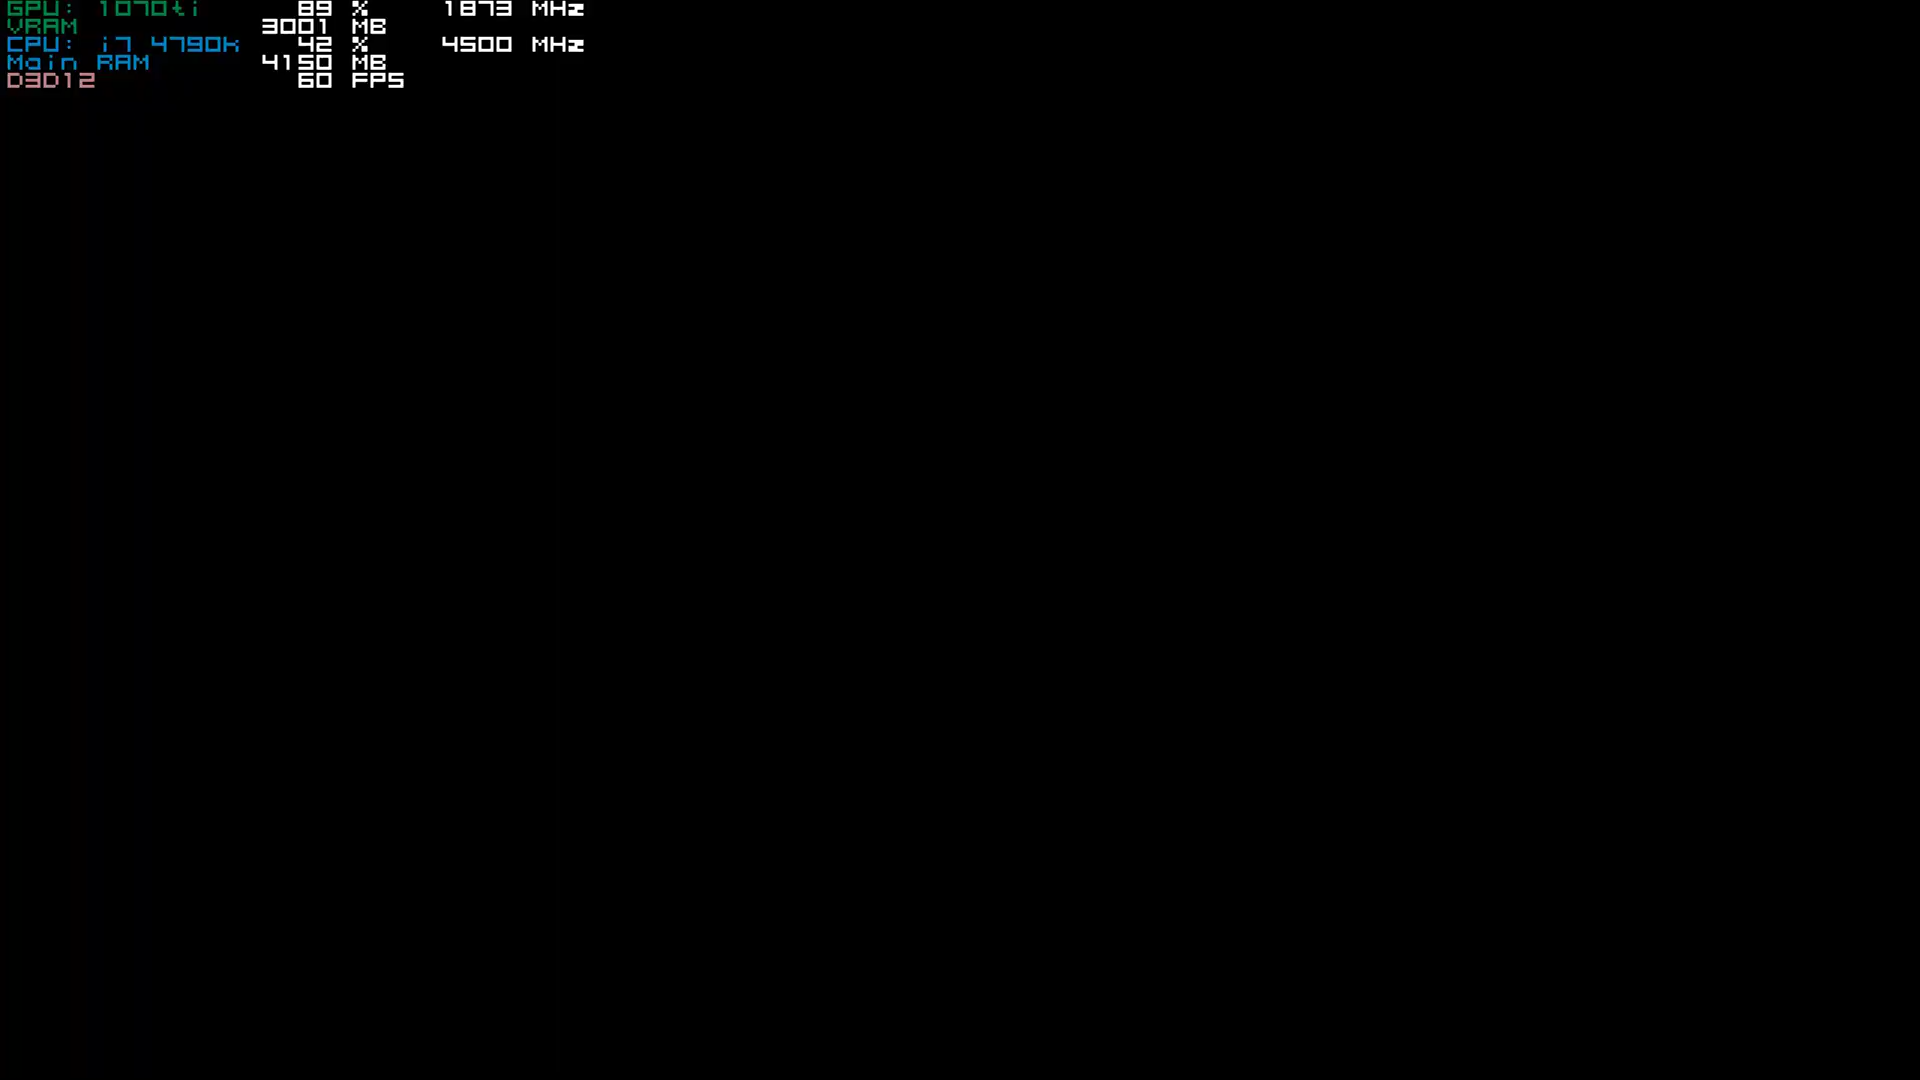 GPU: 1070ti 89 % 1873 MHz
VRAM 3001 MB
CPU: i7 4790k 42 % 4500 MHz
Main RAM 4150 MB
D3D12 60 FPS